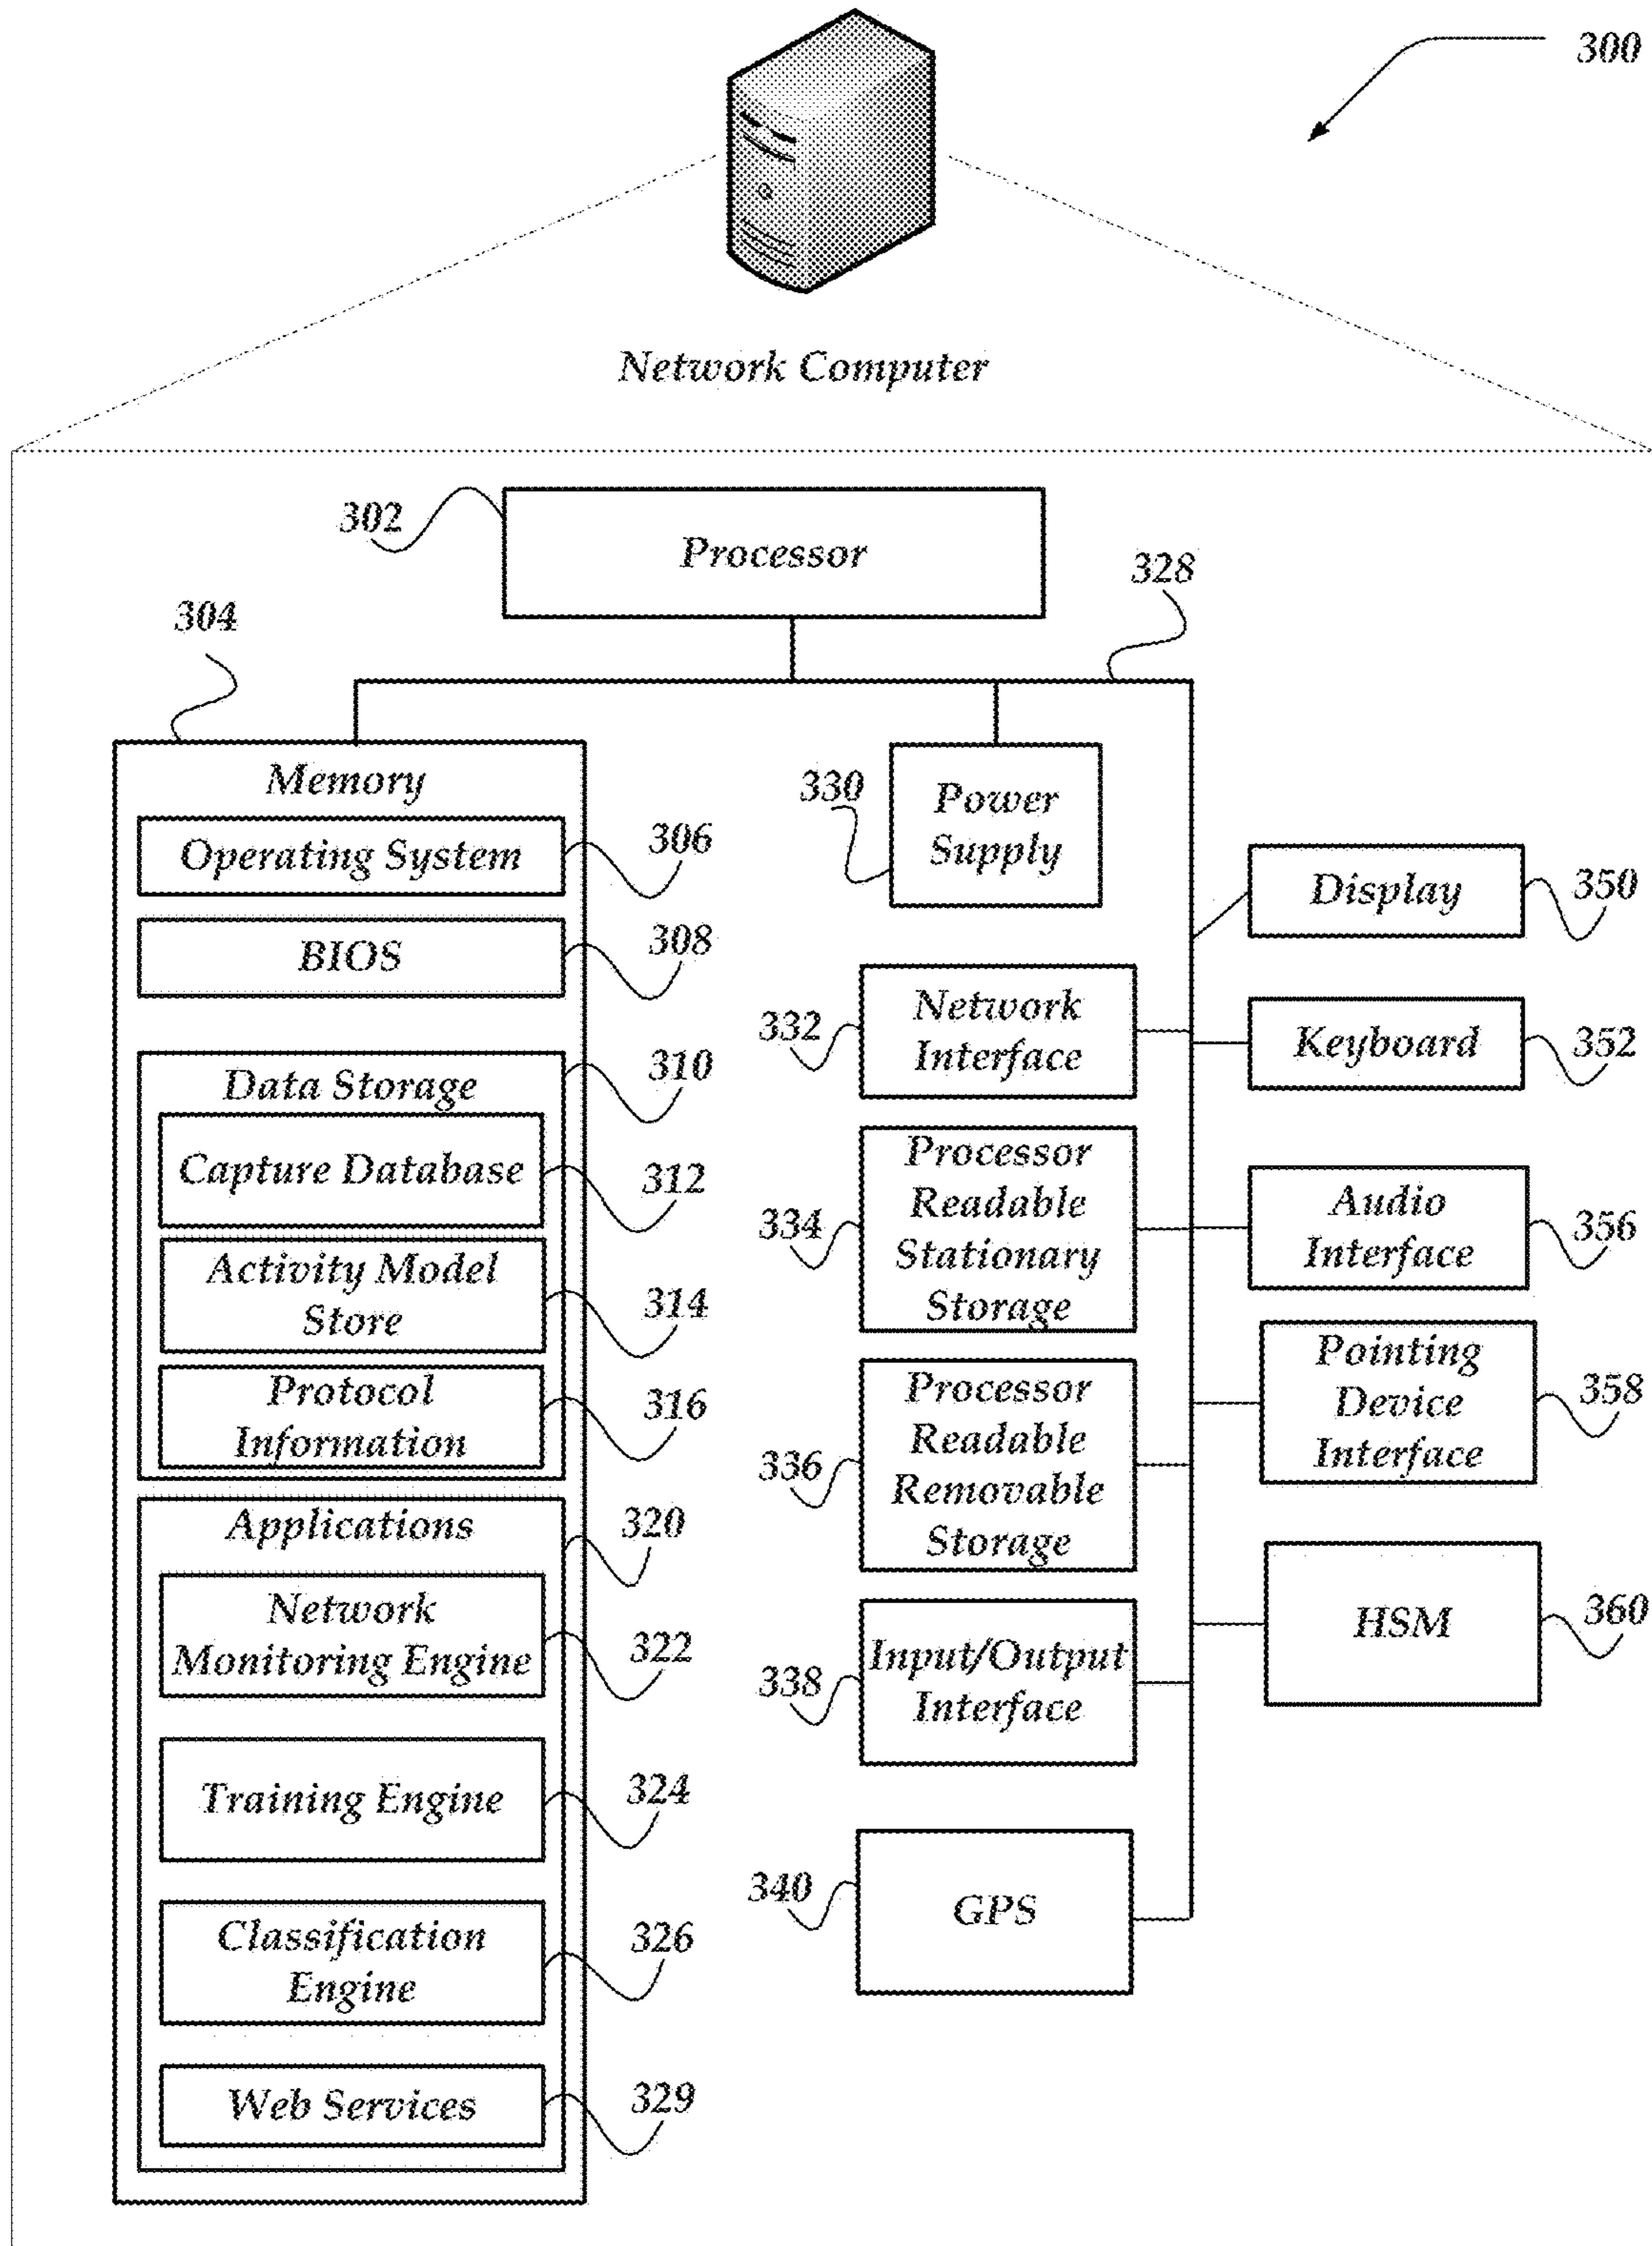 300
Network Computer
302
Processor
328
304
Memory
Operating System
306
BIOS
308
Data Storage
310
Capture Database
312
Activity Model
Store
314
Protocol
Information
316
Applications
320
Network
Monitoring Engine
322
Training Engine
324
Classification
Engine
326
Web Services
329
330
Power
Supply
332
Network
Interface
334
Processor
Readable
Stationary
Storage
336
Processor
Readable
Removable
Storage
338
Input/Output
Interface
340
GPS
Display
350
Keyboard
352
Audio
Interface
356
Pointing
Device
Interface
358
HSM
360